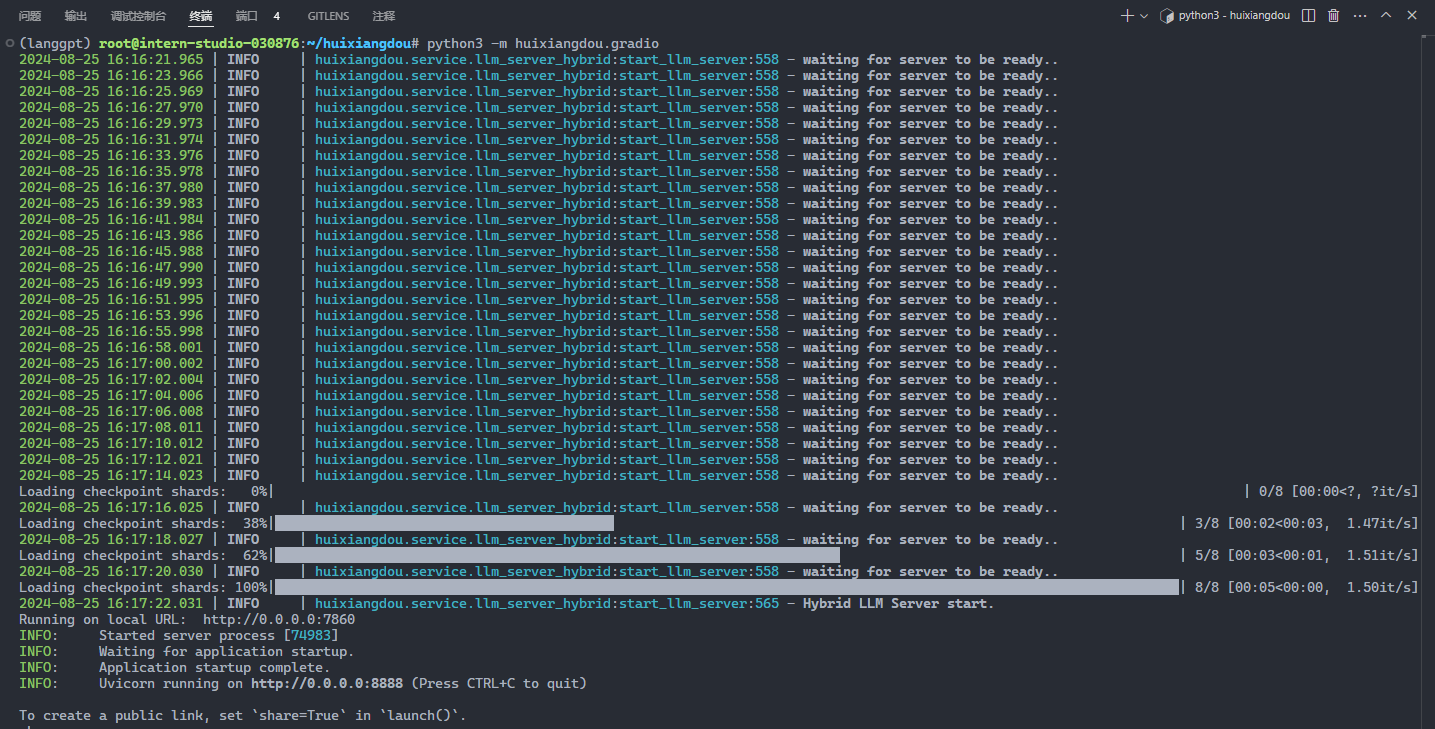 问题 输出 调试控制台 终端 端口 4 GITLENS 注释 python3 - huixiangdou
(langgpt) root@intern-studio-030876:~/huixiangdou# python3 -m huixiangdou.gradio
2024-08-25 16:16:21.965 | INFO     | huixiangdou.service.llm_server_hybrid:start_llm_server:558 - waiting for server to be ready..
2024-08-25 16:16:23.966 | INFO     | huixiangdou.service.llm_server_hybrid:start_llm_server:558 - waiting for server to be ready..
2024-08-25 16:16:25.969 | INFO     | huixiangdou.service.llm_server_hybrid:start_llm_server:558 - waiting for server to be ready..
2024-08-25 16:16:27.970 | INFO     | huixiangdou.service.llm_server_hybrid:start_llm_server:558 - waiting for server to be ready..
2024-08-25 16:16:29.973 | INFO     | huixiangdou.service.llm_server_hybrid:start_llm_server:558 - waiting for server to be ready..
2024-08-25 16:16:31.974 | INFO     | huixiangdou.service.llm_server_hybrid:start_llm_server:558 - waiting for server to be ready..
2024-08-25 16:16:33.976 | INFO     | huixiangdou.service.llm_server_hybrid:start_llm_server:558 - waiting for server to be ready..
2024-08-25 16:16:35.978 | INFO     | huixiangdou.service.llm_server_hybrid:start_llm_server:558 - waiting for server to be ready..
2024-08-25 16:16:37.980 | INFO     | huixiangdou.service.llm_server_hybrid:start_llm_server:558 - waiting for server to be ready..
2024-08-25 16:16:39.983 | INFO     | huixiangdou.service.llm_server_hybrid:start_llm_server:558 - waiting for server to be ready..
2024-08-25 16:16:41.984 | INFO     | huixiangdou.service.llm_server_hybrid:start_llm_server:558 - waiting for server to be ready..
2024-08-25 16:16:43.986 | INFO     | huixiangdou.service.llm_server_hybrid:start_llm_server:558 - waiting for server to be ready..
2024-08-25 16:16:45.988 | INFO     | huixiangdou.service.llm_server_hybrid:start_llm_server:558 - waiting for server to be ready..
2024-08-25 16:16:47.990 | INFO     | huixiangdou.service.llm_server_hybrid:start_llm_server:558 - waiting for server to be ready..
2024-08-25 16:16:49.993 | INFO     | huixiangdou.service.llm_server_hybrid:start_llm_server:558 - waiting for server to be ready..
2024-08-25 16:16:51.995 | INFO     | huixiangdou.service.llm_server_hybrid:start_llm_server:558 - waiting for server to be ready..
2024-08-25 16:16:53.996 | INFO     | huixiangdou.service.llm_server_hybrid:start_llm_server:558 - waiting for server to be ready..
2024-08-25 16:16:55.998 | INFO     | huixiangdou.service.llm_server_hybrid:start_llm_server:558 - waiting for server to be ready..
2024-08-25 16:16:58.001 | INFO     | huixiangdou.service.llm_server_hybrid:start_llm_server:558 - waiting for server to be ready..
2024-08-25 16:17:00.002 | INFO     | huixiangdou.service.llm_server_hybrid:start_llm_server:558 - waiting for server to be ready..
2024-08-25 16:17:02.004 | INFO     | huixiangdou.service.llm_server_hybrid:start_llm_server:558 - waiting for server to be ready..
2024-08-25 16:17:04.006 | INFO     | huixiangdou.service.llm_server_hybrid:start_llm_server:558 - waiting for server to be ready..
2024-08-25 16:17:06.008 | INFO     | huixiangdou.service.llm_server_hybrid:start_llm_server:558 - waiting for server to be ready..
2024-08-25 16:17:08.011 | INFO     | huixiangdou.service.llm_server_hybrid:start_llm_server:558 - waiting for server to be ready..
2024-08-25 16:17:10.012 | INFO     | huixiangdou.service.llm_server_hybrid:start_llm_server:558 - waiting for server to be ready..
2024-08-25 16:17:12.021 | INFO     | huixiangdou.service.llm_server_hybrid:start_llm_server:558 - waiting for server to be ready..
2024-08-25 16:17:14.023 | INFO     | huixiangdou.service.llm_server_hybrid:start_llm_server:558 - waiting for server to be ready..
Loading checkpoint shards:   0%| | 0/8 [00:00<?, ?it/s]
2024-08-25 16:17:16.025 | INFO     | huixiangdou.service.llm_server_hybrid:start_llm_server:558 - waiting for server to be ready..
Loading checkpoint shards:  38%| | 3/8 [00:02<00:03,  1.47it/s]
2024-08-25 16:17:18.027 | INFO     | huixiangdou.service.llm_server_hybrid:start_llm_server:558 - waiting for server to be ready..
Loading checkpoint shards:  62%| | 5/8 [00:03<00:01,  1.51it/s]
2024-08-25 16:17:20.030 | INFO     | huixiangdou.service.llm_server_hybrid:start_llm_server:558 - waiting for server to be ready..
Loading checkpoint shards: 100%| | 8/8 [00:05<00:00,  1.50it/s]
2024-08-25 16:17:22.031 | INFO     | huixiangdou.service.llm_server_hybrid:start_llm_server:565 - Hybrid LLM Server start.
Running on local URL:  http://0.0.0.0:7860
INFO:     Started server process [74983]
INFO:     Waiting for application startup.
INFO:     Application startup complete.
INFO:     Uvicorn running on http://0.0.0.0:8888 (Press CTRL+C to quit)
To create a public link, set `share=True` in `launch()`.